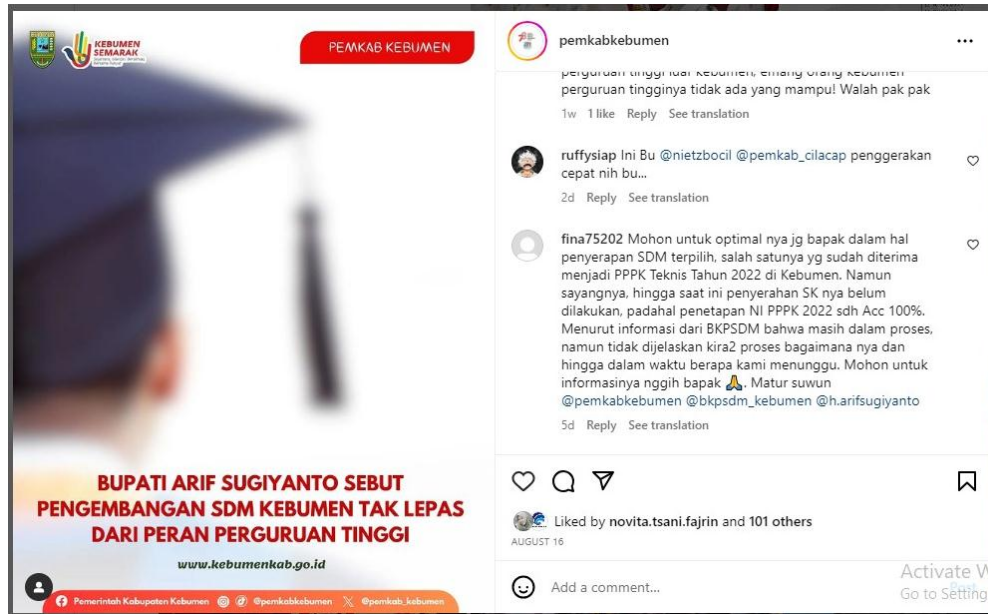 KEBUMEN
SEMARAK
PEMKAB KEBUMEN
BUPATI ARIF SUGIYANTO SEBUT
PENGEMBANGAN SDM KEBUMEN TAK LEPAS
DARI PERAN PERGURUAN TINGGI
www.kebumenkab.go.id
Pemerintah Kabupaten Kebumen @pemkabkebumen @pemkab_kebumen
pemkabkebumen
perguruan tinggi luar kebumen, emang orang kebumen
perguruan tingginya tidak ada yang mampu! Walah pak pak
1w 1 like Reply See translation
ruffysiap Ini Bu @nietzbocil @pemkab_cilacap penggerakan
cepat nih bu...
2d Reply See translation
fina75202 Mohon untuk optimal nya jg bapak dalam hal
penyerapan SDM terpilih, salah satunya yg sudah diterima
menjadi PPPK Teknis Tahun 2022 di Kebumen. Namun
sayangnya, hingga saat ini penyerahan SK nya belum
dilakukan, padahal penetapan NI PPPK 2022 sdh Acc 100%.
Menurut informasi dari BKPSDM bahwa masih dalam proses,
namun tidak dijelaskan kira2 proses bagaimana nya dan
hingga dalam waktu berapa kami menunggu. Mohon untuk
informasinya nggih bapak 🙏. Matur suwun
@pemkabkebumen @bkpsdm_kebumen @h.arifsugiyanto
5d Reply See translation
Liked by novita.tsani.fajrin and 101 others
AUGUST 16
Add a comment...
Post
Activate W
Go to Setting